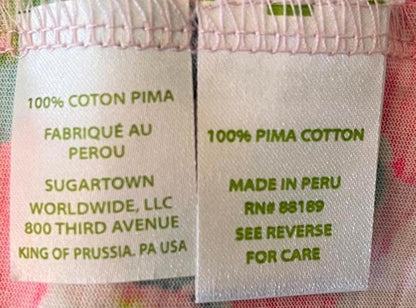 100% COTON PIMA
FABRIQUÉ AU
PEROU
SUGARTOWN
WORLDWIDE, LLC
800 THIRD AVENUE
KING OF PRUSSIA. PA USA
100% PIMA COTTON
MADE IN PERU
RN# 88189
SEE REVERSE
FOR CARE